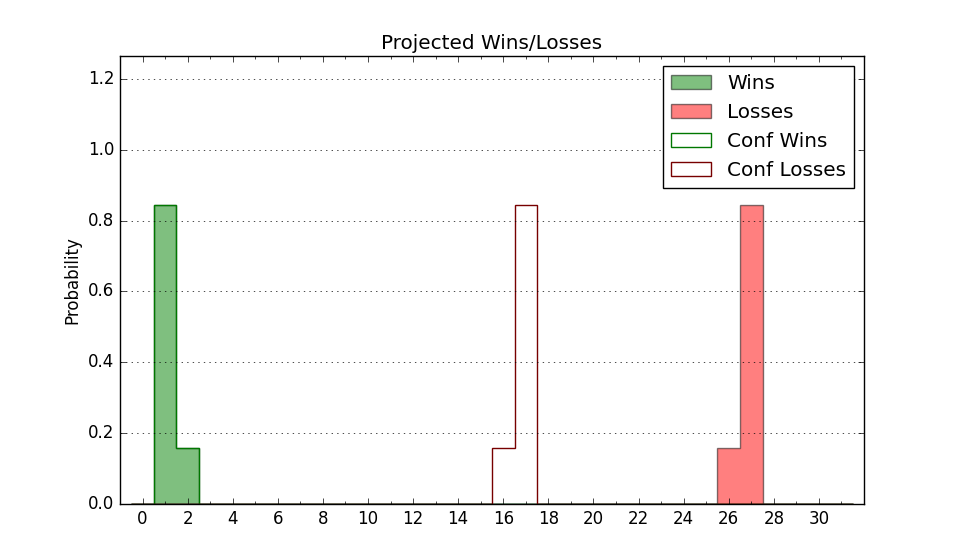 Projected Wins/Losses
1.2
1.0
0.8
0.6
0.4
0.2
0.0
Probability
Wins
Losses
Conf Wins
Conf Losses
0 2 4 6 8 10 12 14 16 18 20 22 24 26 28 30